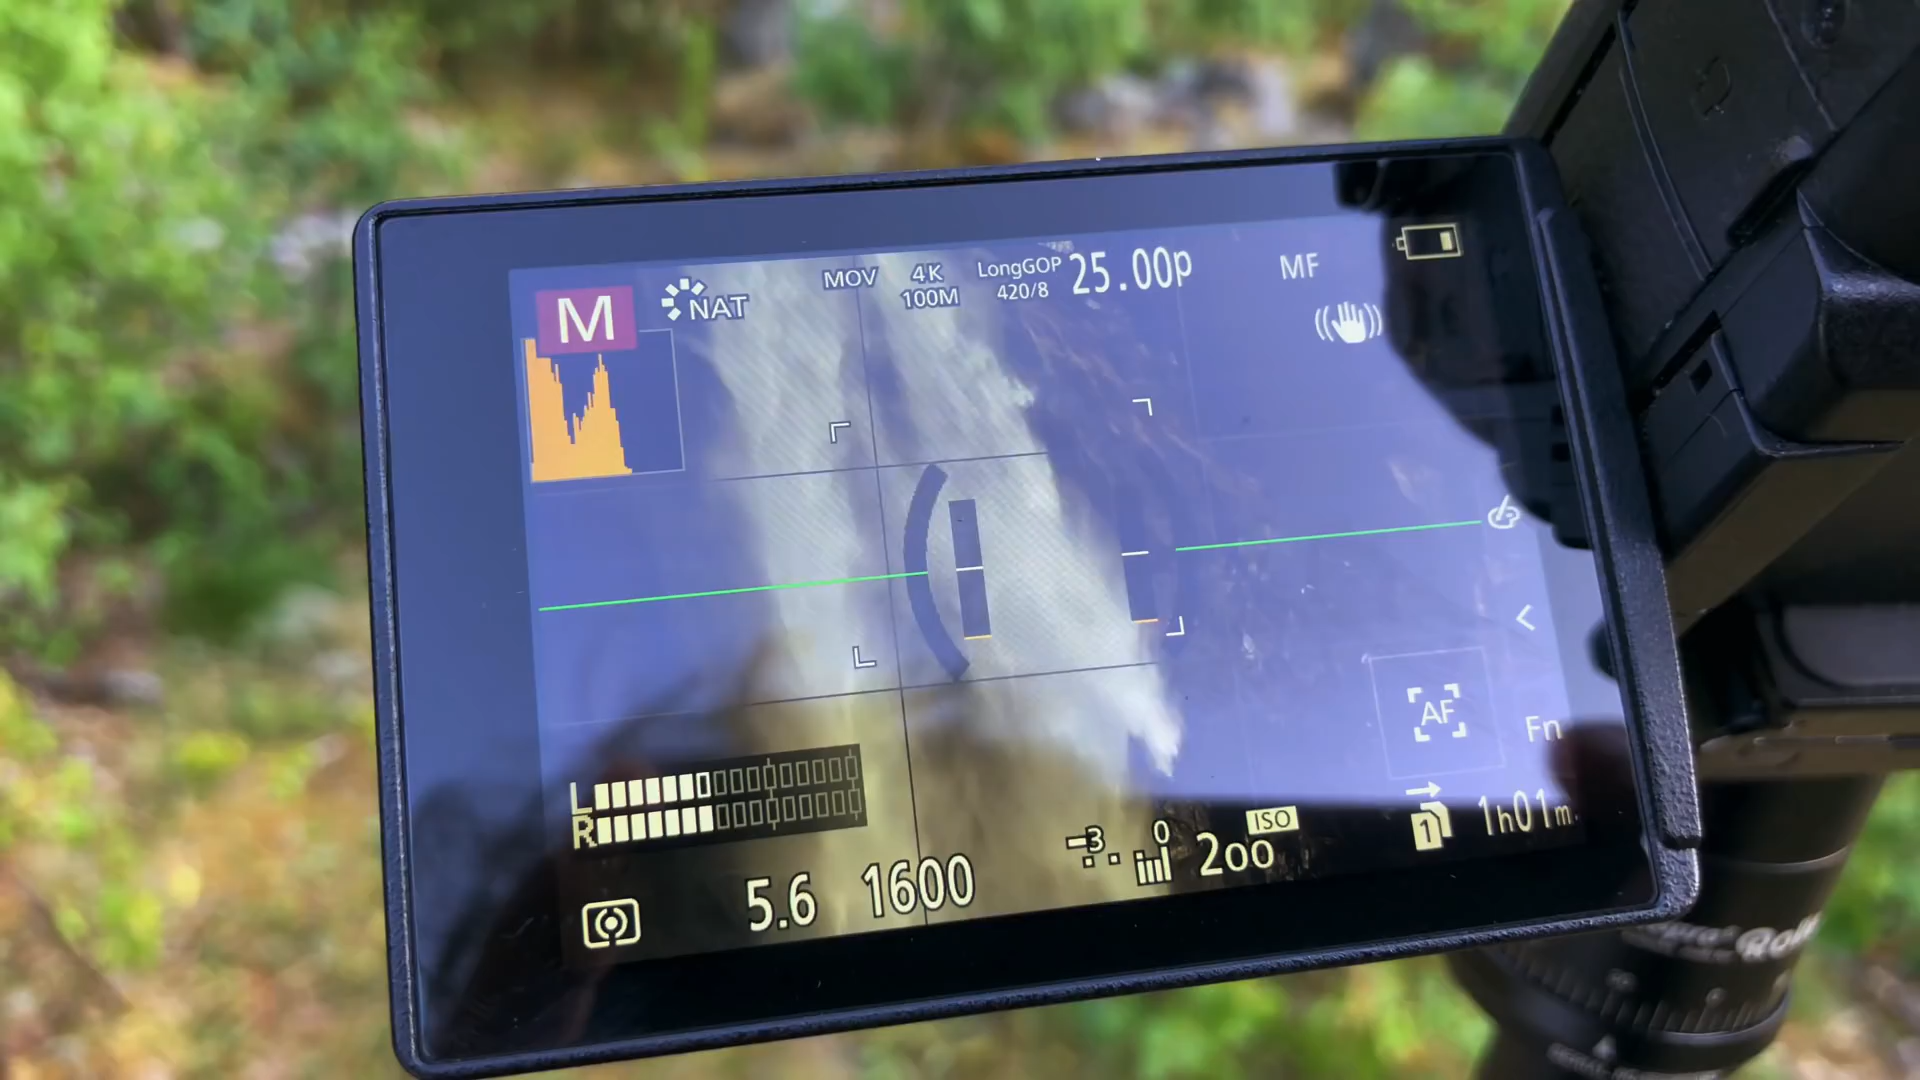 M
NAT
MOV
4K
100M
LongGOP
420/8
25.00p
MF
AF
Fn
L
R
5.6
1600
-3
0
ISO
200
1
1h01m